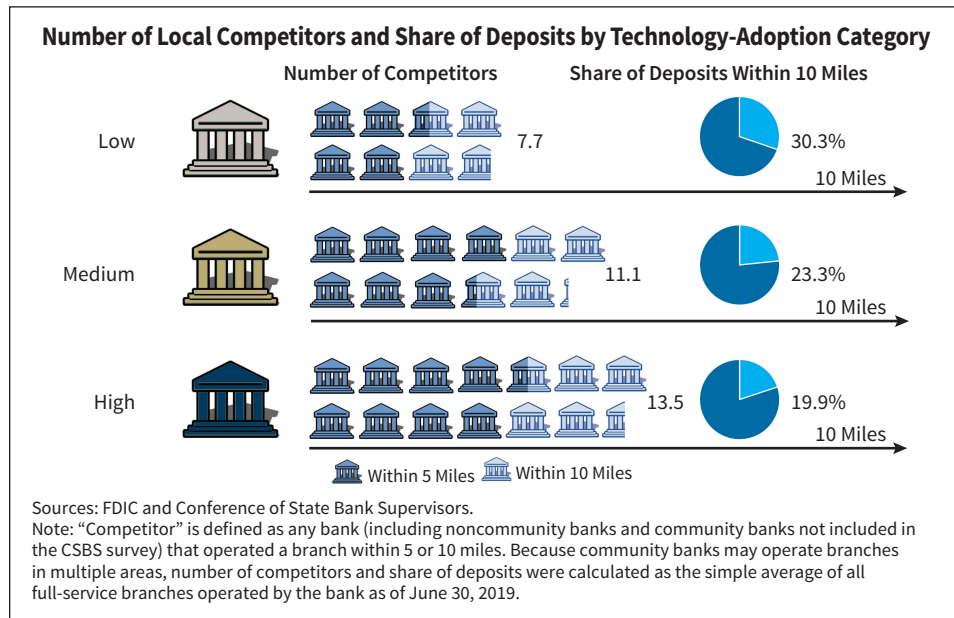 Number of Local Competitors and Share of Deposits by Technology-Adoption Category
Number of Competitors
Share of Deposits Within 10 Miles
Low
7.7
30.3%
10 Miles
Medium
11.1
23.3%
10 Miles
High
13.5
19.9%
10 Miles
Within 5 Miles
Within 10 Miles
Sources: FDIC and Conference of State Bank Supervisors.
Note: “Competitor” is defined as any bank (including noncommunity banks and community banks not included in
the CSBS survey) that operated a branch within 5 or 10 miles. Because community banks may operate branches
in multiple areas, number of competitors and share of deposits were calculated as the simple average of all
full-service branches operated by the bank as of June 30, 2019.